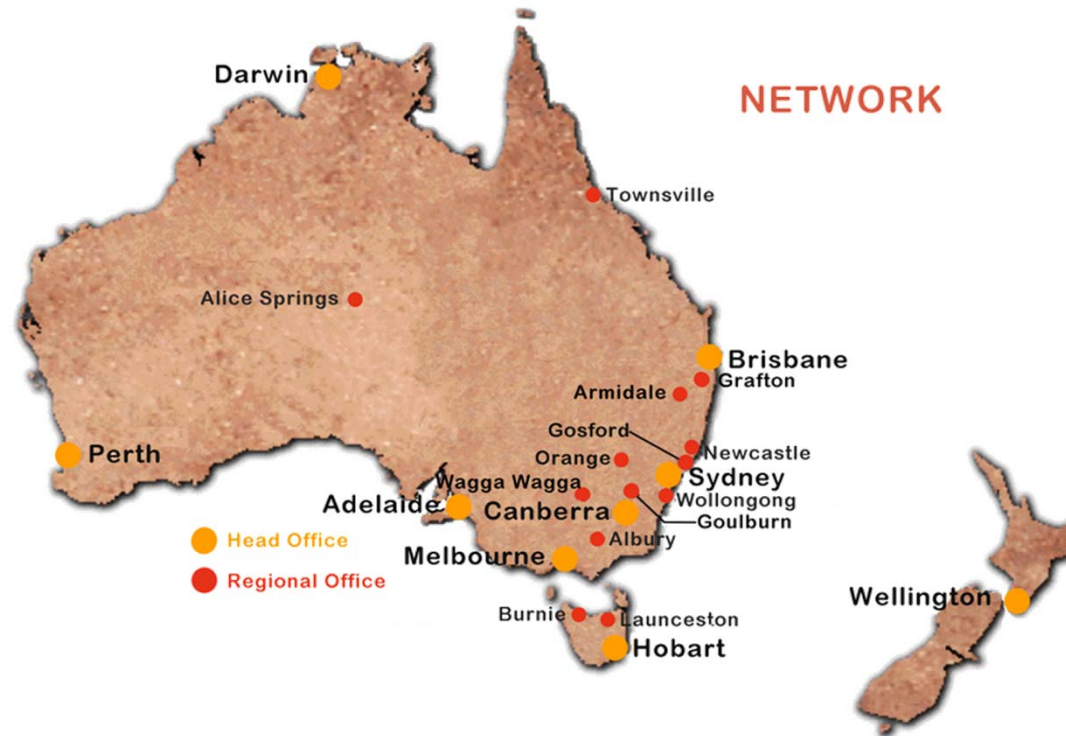 Darwin
NETWORK
Townsville
Alice Springs
Brisbane
Grafton
Armidale
Gosford
Newcastle
Perth
Orange
Sydney
Wagga Wagga
Wollongong
Adelaide
Canberra
Goulburn
Head Office
Albury
Melbourne
Regional Office
Wellington
Burnie
Launceston
Hobart